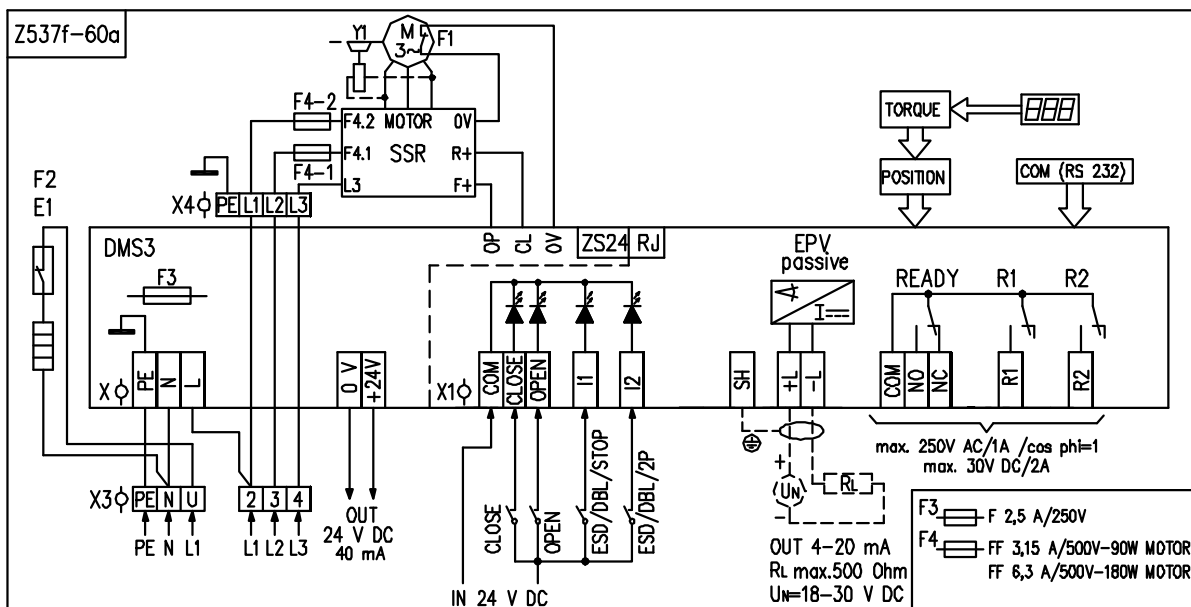 Z537f-60a
Y1
M
3~
F1
F4-2
F4.2 MOTOR 0V
F4.1 SSR R+
F4-1
L3 F+
TORQUE
POSITION
COM (RS 232)
F2
E1
X4 PE L1 L2 L3
DMS3
OP CL 0V
ZS24 RJ
EPV
passive
READY R1 R2
F3
I
X PE N L
0 V +24V
X1 COM CLOSE OPEN I1 I2
SH +L -L
COM NO NC R1 R2
max. 250V AC/1A /cos phi=1
max. 30V DC/2A
X3 PE N U 2 3 4
PE N L1 L1 L2 L3
OUT
24 V DC
40 mA
CLOSE OPEN ESD/DBL/STOP ESD/DBL/2P
IN 24 V DC
+
UN
-
RL
OUT 4-20 mA
RL max.500 Ohm
UN=18-30 V DC
F3 F 2,5 A/250V
F4 FF 3,15 A/500V-90W MOTOR
FF 6,3 A/500V-180W MOTOR